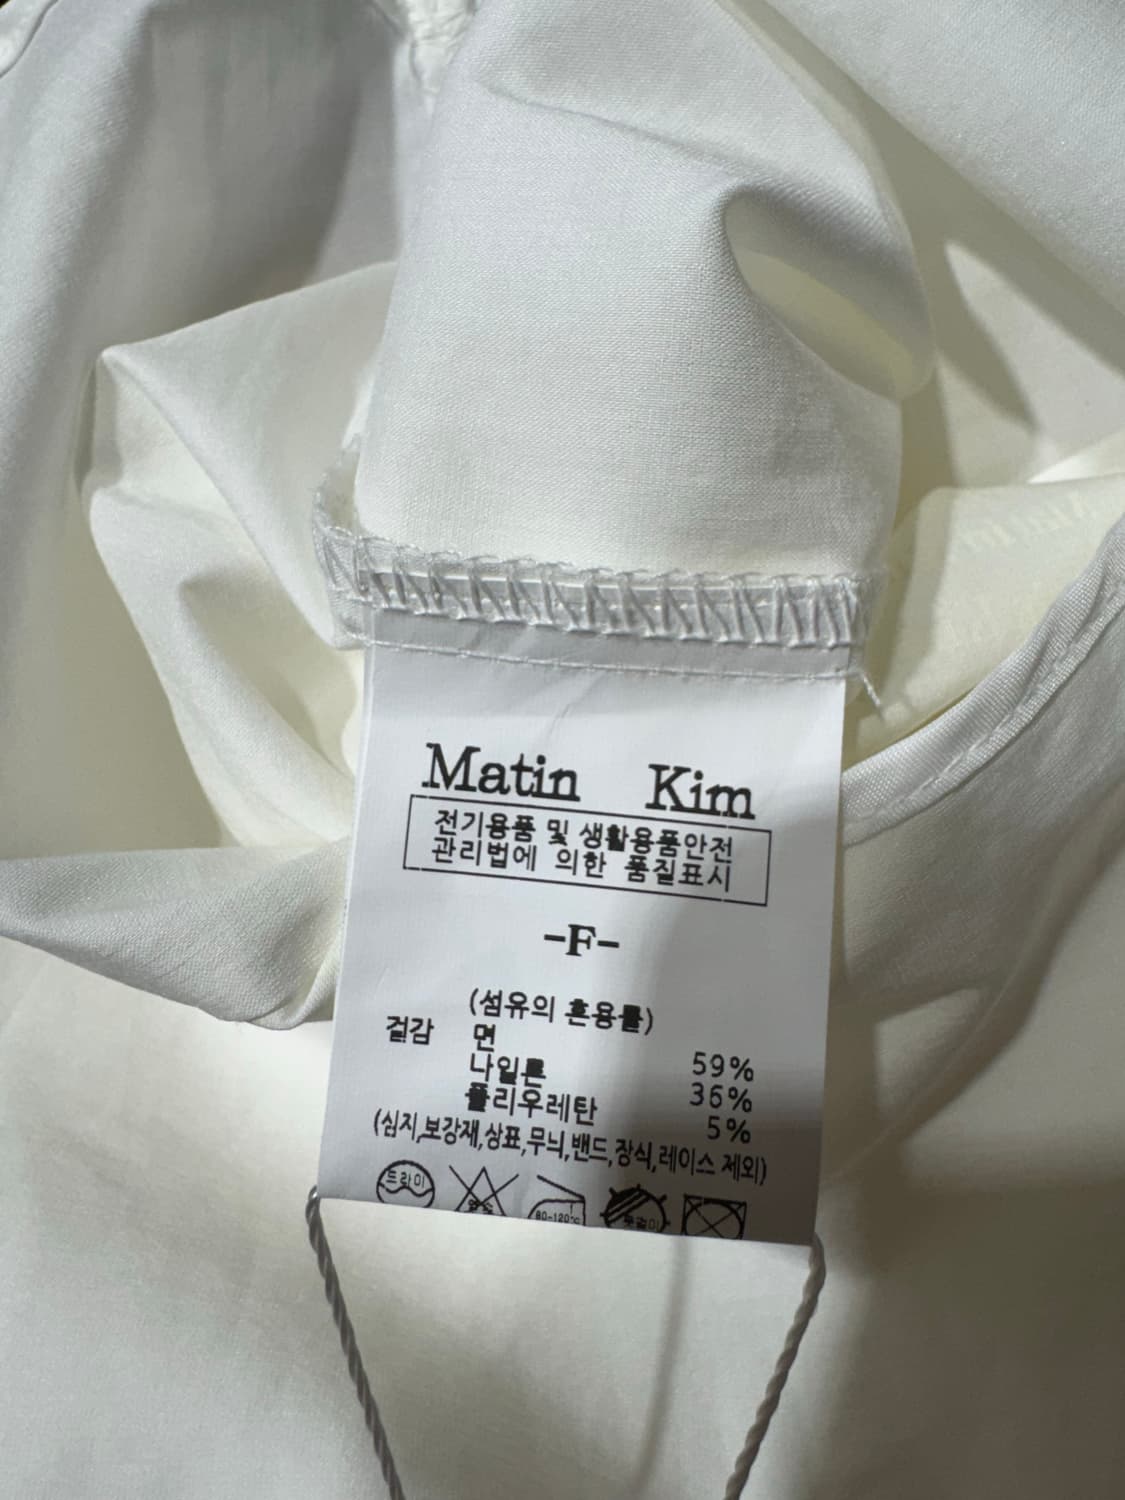 Matin Kim
전기용품 및 생활용품안전
관리법에 의한 품질표시
-F-
(섬유의 혼용률)
겉감 면 59%
나일론 36%
폴리우레탄 5%
(심지,보강재,상표,무늬,밴드,장식,레이스 제외)
드라이
80-120℃
옷걸이